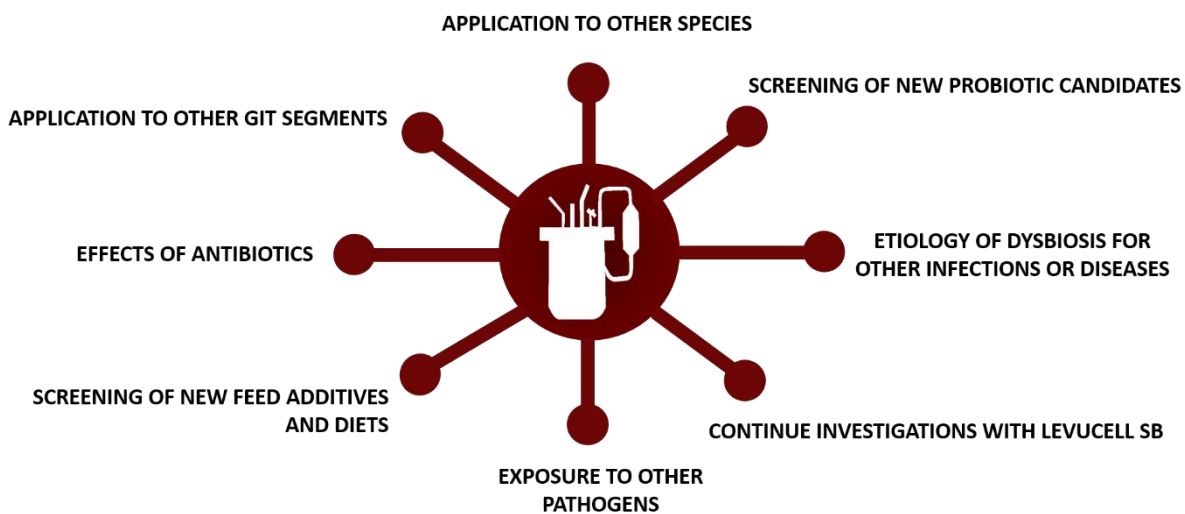 APPLICATION TO OTHER SPECIES
SCREENING OF NEW PROBIOTIC CANDIDATES
APPLICATION TO OTHER GIT SEGMENTS
EFFECTS OF ANTIBIOTICS
ETIOLOGY OF DYSBIOSIS FOR
OTHER INFECTIONS OR DISEASES
SCREENING OF NEW FEED ADDITIVES
AND DIETS
CONTINUE INVESTIGATIONS WITH LEVUCELL SB
EXPOSURE TO OTHER
PATHOGENS